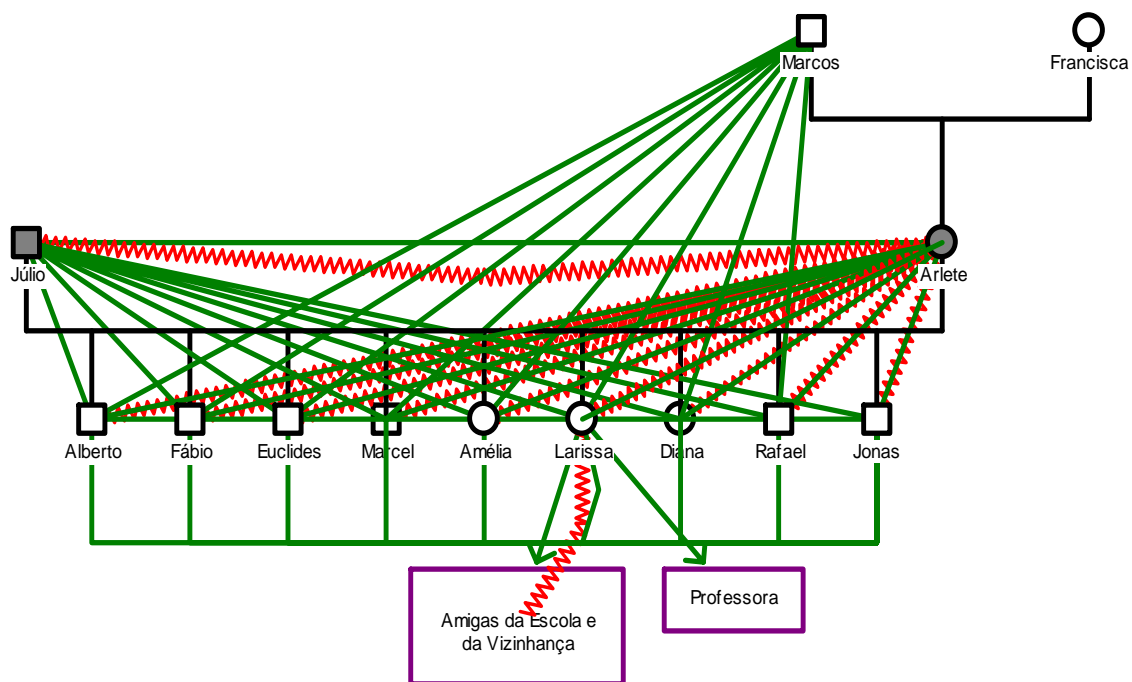 Marcos
Francisca
Júlio
Arlete
Alberto
Fábio
Euclides
Marcel
Amélia
Larissa
Diana
Rafael
Jonas
Amigas da Escola e
da Vizinhança
Professora